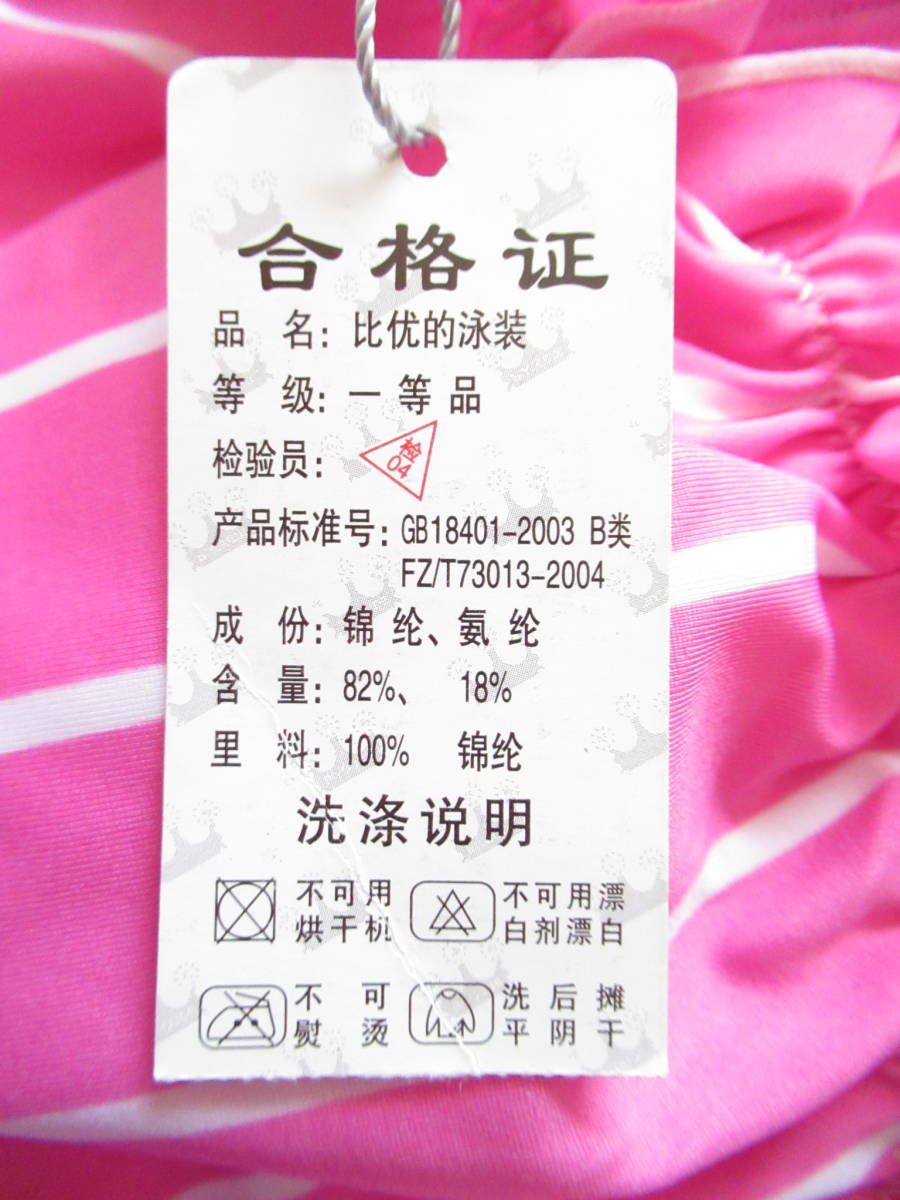 合格证
品 名：比优的泳装
等 级：一等品
检验员：
检
04
产品标准号：GB18401-2003 B类
FZ/T73013-2004
成 份：锦纶、氨纶
含 量：82%、 18%
里 料：100% 锦纶
洗涤说明
不可用
烘干机
不可用漂
白剂漂白
不可
熨烫
洗后摊
平阴干